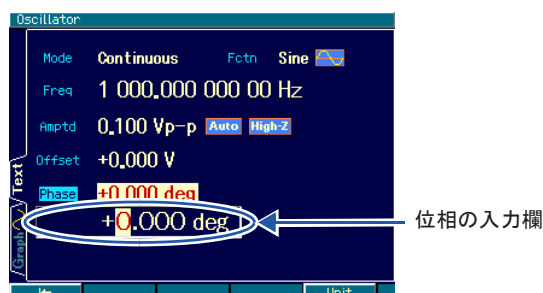 Oscillator
Mode Continuous Fctn Sine
Freq 1 000.000 000 00 Hz
Amptd 0.100 Vp-p Auto High-Z
Offset +0.000 V
Text
Phase +0.000 deg
+0.000 deg
位相の入力欄
Graph
Unit